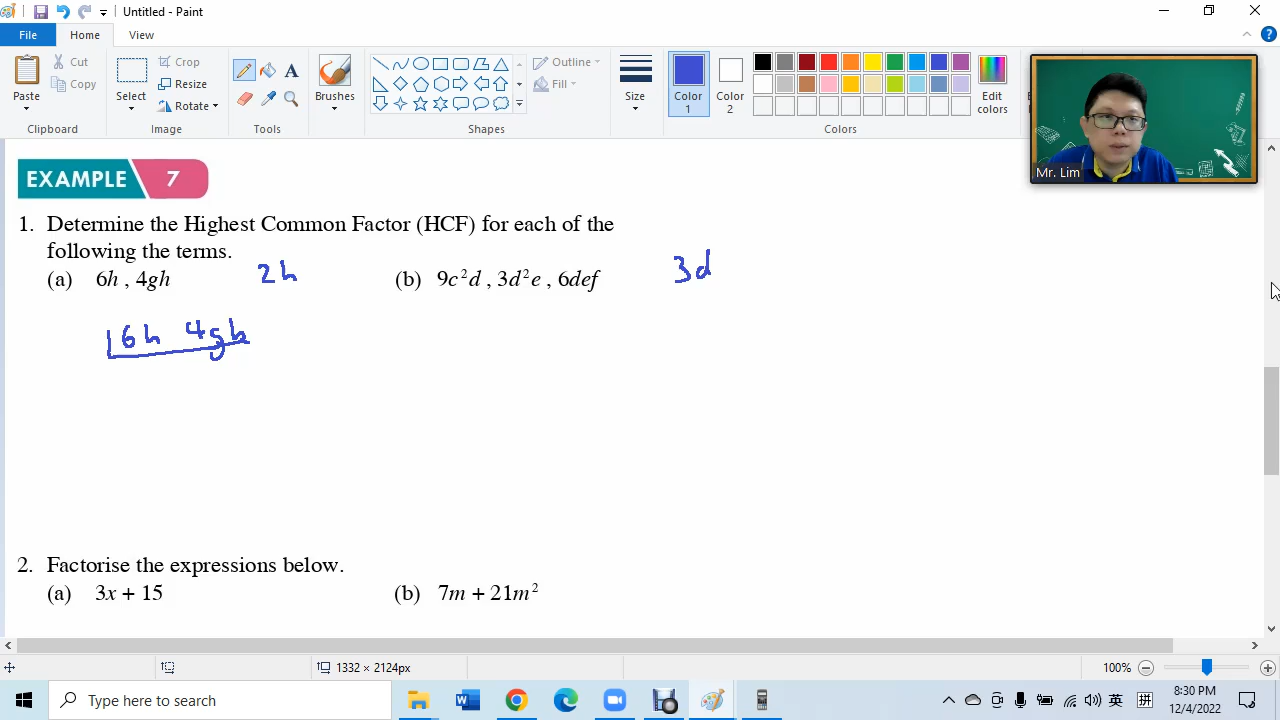 Untitled - Paint
File Home View
Paste Cut Copy Clipboard
Select Crop Resize Rotate Image
Tools
Brushes
Shapes Outline Fill
Size
Color 1 Color 2 Edit colors Colors
Mr. Lim
EXAMPLE 7
1. Determine the Highest Common Factor (HCF) for each of the
following the terms.
(a) 6h , 4gh 2h (b) 9c²d , 3d²e , 6def 3d
6h 4gh
2. Factorise the expressions below.
(a) 3x + 15 (b) 7m + 21m²
1332 × 2124px 100%
Type here to search
英 拼 8:30 PM
12/4/2022